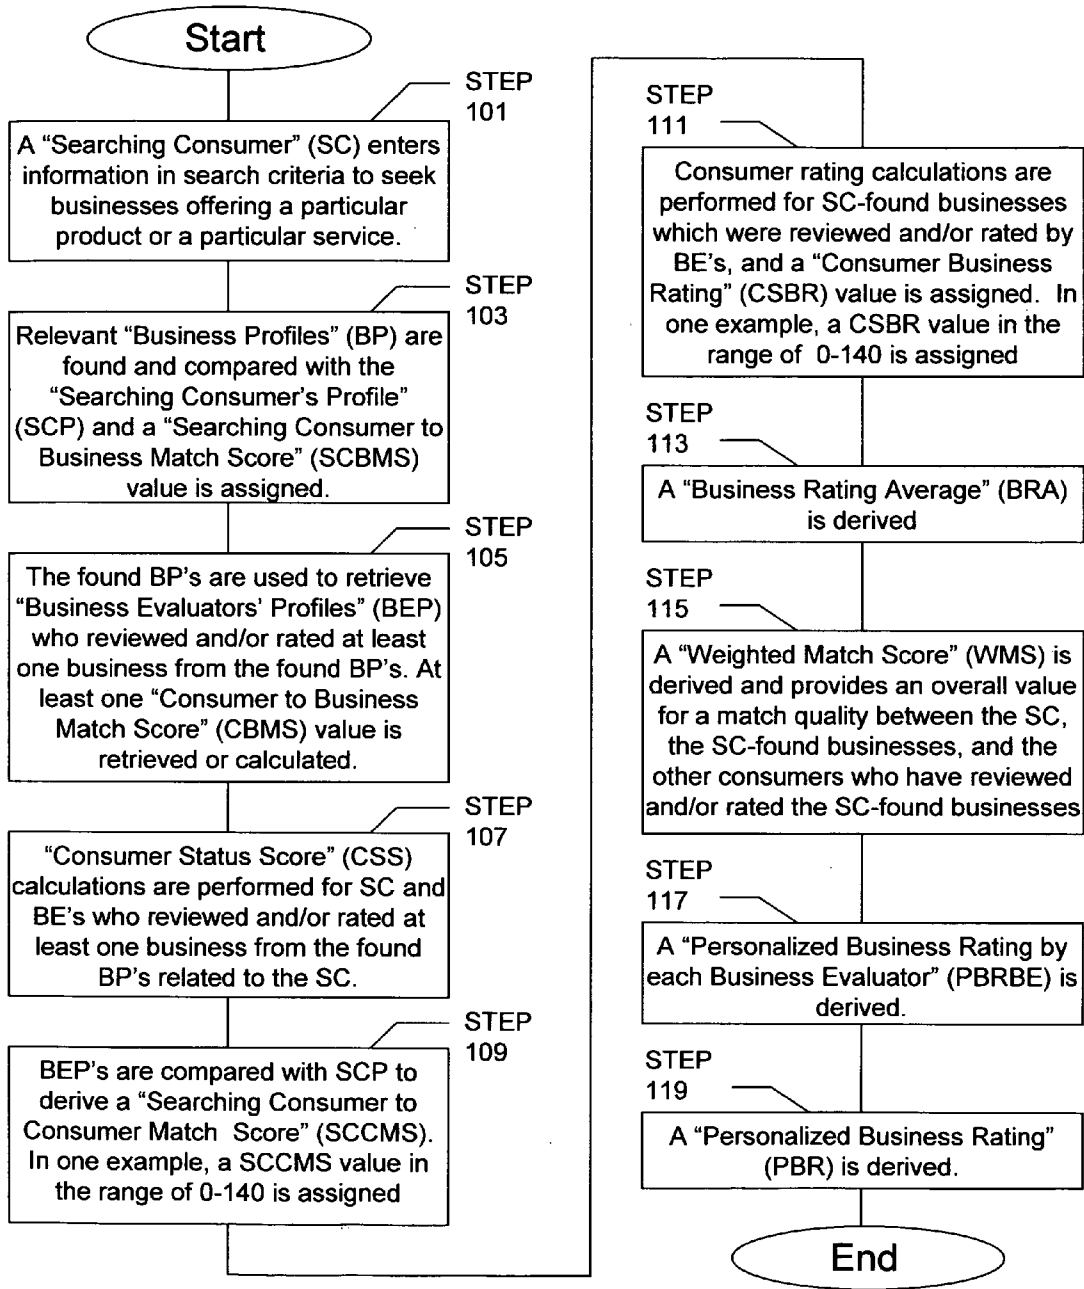 Start
STEP
101
A “Searching Consumer” (SC) enters
information in search criteria to seek
businesses offering a particular
product or a particular service.
STEP
103
Relevant “Business Profiles” (BP) are
found and compared with the
“Searching Consumer’s Profile”
(SCP) and a “Searching Consumer to
Business Match Score” (SCBMS)
value is assigned.
STEP
105
The found BP's are used to retrieve
“Business Evaluators’ Profiles” (BEP)
who reviewed and/or rated at least
one business from the found BP's. At
least one “Consumer to Business
Match Score” (CBMS) value is
retrieved or calculated.
STEP
107
“Consumer Status Score” (CSS)
calculations are performed for SC and
BE's who reviewed and/or rated at
least one business from the found
BP's related to the SC.
STEP
109
BEP's are compared with SCP to
derive a “Searching Consumer to
Consumer Match Score” (SCCMS).
In one example, a SCCMS value in
the range of 0-140 is assigned
STEP
111
Consumer rating calculations are
performed for SC-found businesses
which were reviewed and/or rated by
BE's, and a “Consumer Business
Rating” (CSBR) value is assigned. In
one example, a CSBR value in the
range of 0-140 is assigned
STEP
113
A “Business Rating Average” (BRA)
is derived
STEP
115
A “Weighted Match Score” (WMS) is
derived and provides an overall value
for a match quality between the SC,
the SC-found businesses, and the
other consumers who have reviewed
and/or rated the SC-found businesses
STEP
117
A “Personalized Business Rating by
each Business Evaluator” (PBRBE) is
derived.
STEP
119
A “Personalized Business Rating”
(PBR) is derived.
End